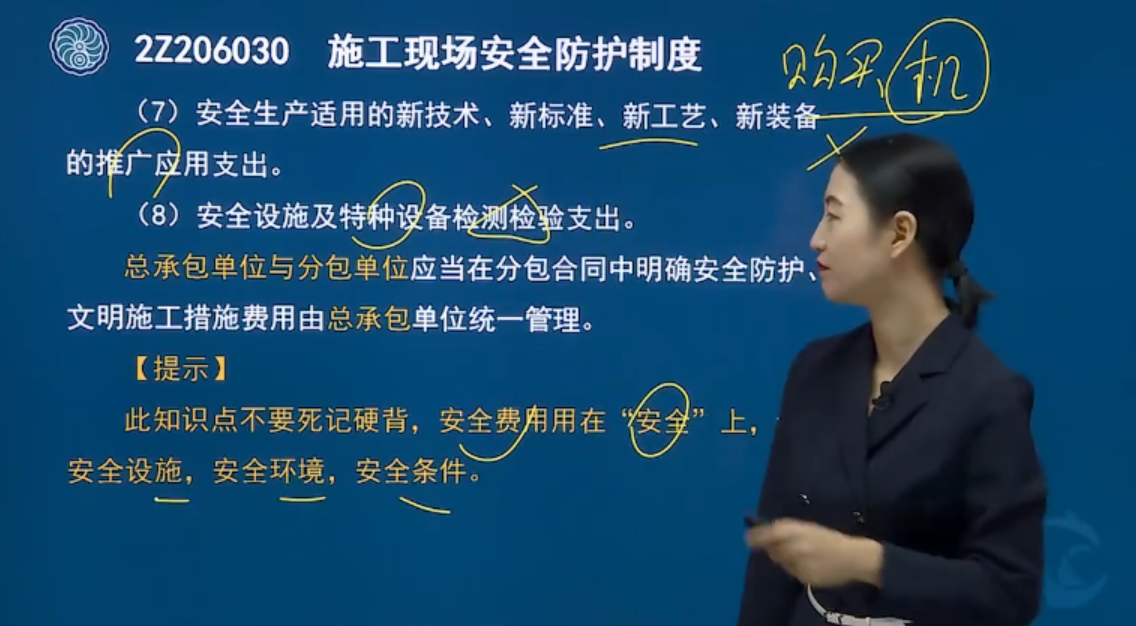 2Z206030 施工现场安全防护制度
购买、机
（7）安全生产适用的新技术、新标准、新工艺、新装备
的推广应用支出。
（8）安全设施及特种设备检测检验支出。
总承包单位与分包单位应当在分包合同中明确安全防护、
文明施工措施费用由总承包单位统一管理。
【提示】
此知识点不要死记硬背，安全费用用在“安全”上，
安全设施，安全环境，安全条件。